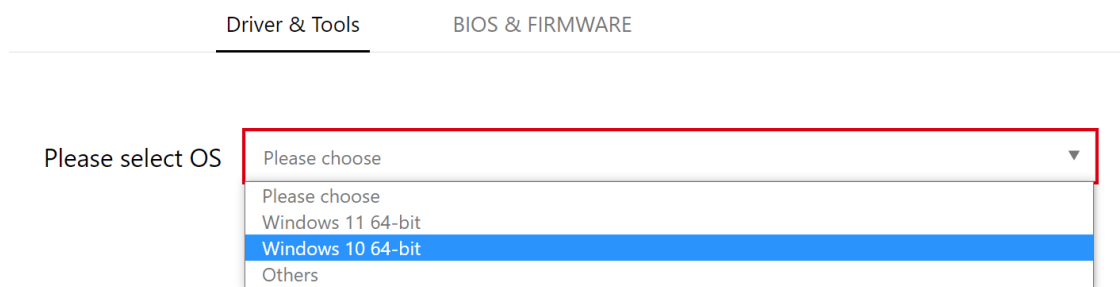 Driver & Tools BIOS & FIRMWARE
Please select OS Please choose
Please choose
Windows 11 64-bit
Windows 10 64-bit
Others